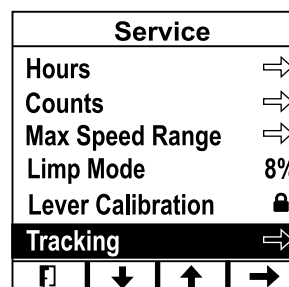 Service
Hours
Counts
Max Speed Range
Limp Mode 8%
Lever Calibration
Tracking